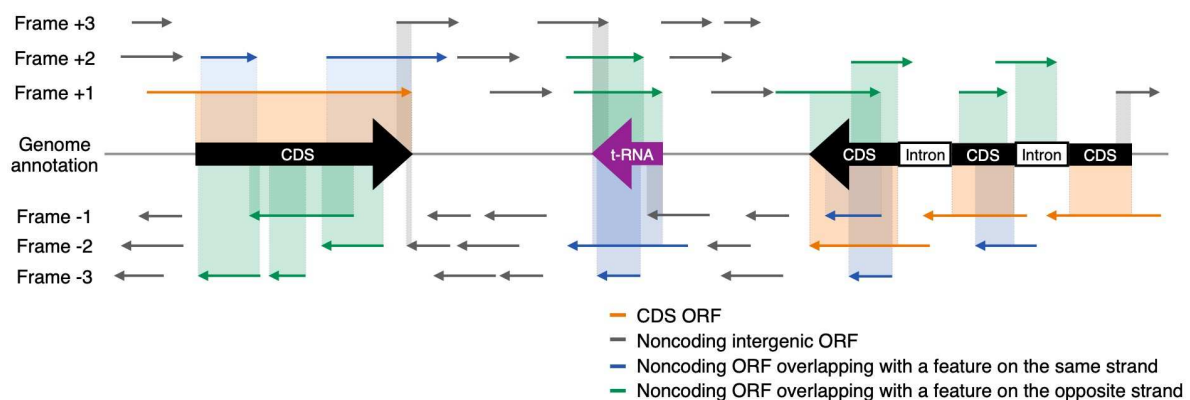 Frame +3
Frame +2
Frame +1
Genome
annotation
CDS
t-RNA
CDS
Intron
CDS
Intron
CDS
Frame -1
Frame -2
Frame -3
CDS ORF
Noncoding intergenic ORF
Noncoding ORF overlapping with a feature on the same strand
Noncoding ORF overlapping with a feature on the opposite strand